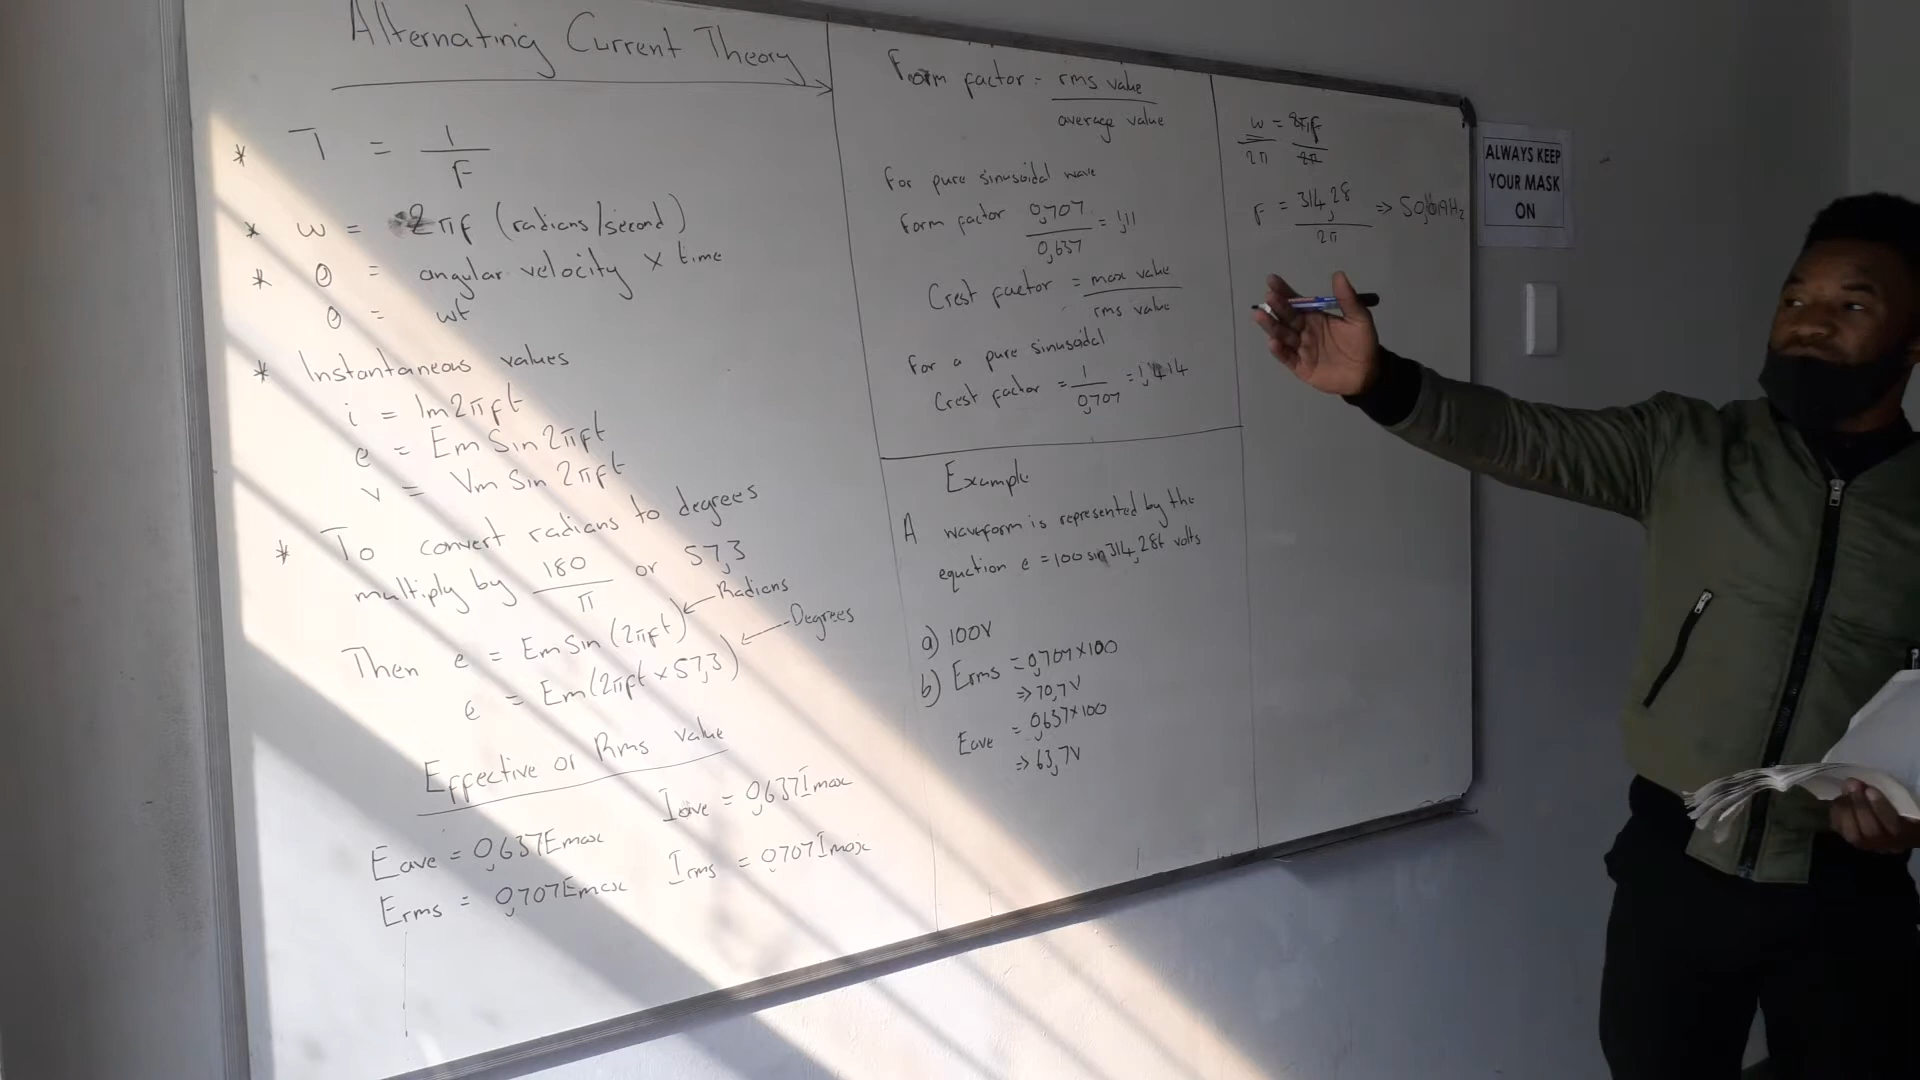 Alternating Current Theory
* T = 1/F
* w = 2πf (radians/second)
* θ = angular velocity × time
θ = wt
* Instantaneous values
i = Im2πft
e = Em Sin 2πft
v = Vm Sin 2πft
* To convert radians to degrees
multiply by 180/π or 57,3
Then e = Em Sin (2πft) ← Radians
e = Em (2πft × 57,3) ← Degrees
Effective or Rms value
Eave = 0,637Emax
Iave = 0,637Imax
Erms = 0,707Emax
Irms = 0,707Imax
Form factor = rms value
average value
For pure sinusoidal wave
Form factor 0,707/0,637 = 1,11
Crest factor = max value
rms value
For a pure sinusoidal
Crest factor = 1/0,707 = 1,414
Example
A waveform is represented by the
equation e = 100 sin 314,28t volts
a) 100V
b) Erms = 0,707×100
⇒ 70,7V
Eave = 0,637×100
⇒ 63,7V
w/2π = 2πf/2π
F = 314,28/2π ⇒
ALWAYS KEEP
YOUR MASK
ON